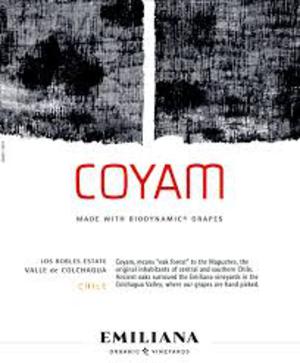 COYAM
MADE WITH BIODYNAMIC® GRAPES
LOS ROBLES ESTATE
VALLE de COLCHAGUA
CHILE
Coyam, means "oak forest" to the Mapuches, the
original inhabitants of central and southern Chile.
Ancient oaks surround the Emiliana vineyards in the
Colchagua Valley, where our grapes are hand picked.
EMILIANA
ORGANIC VINEYARDS